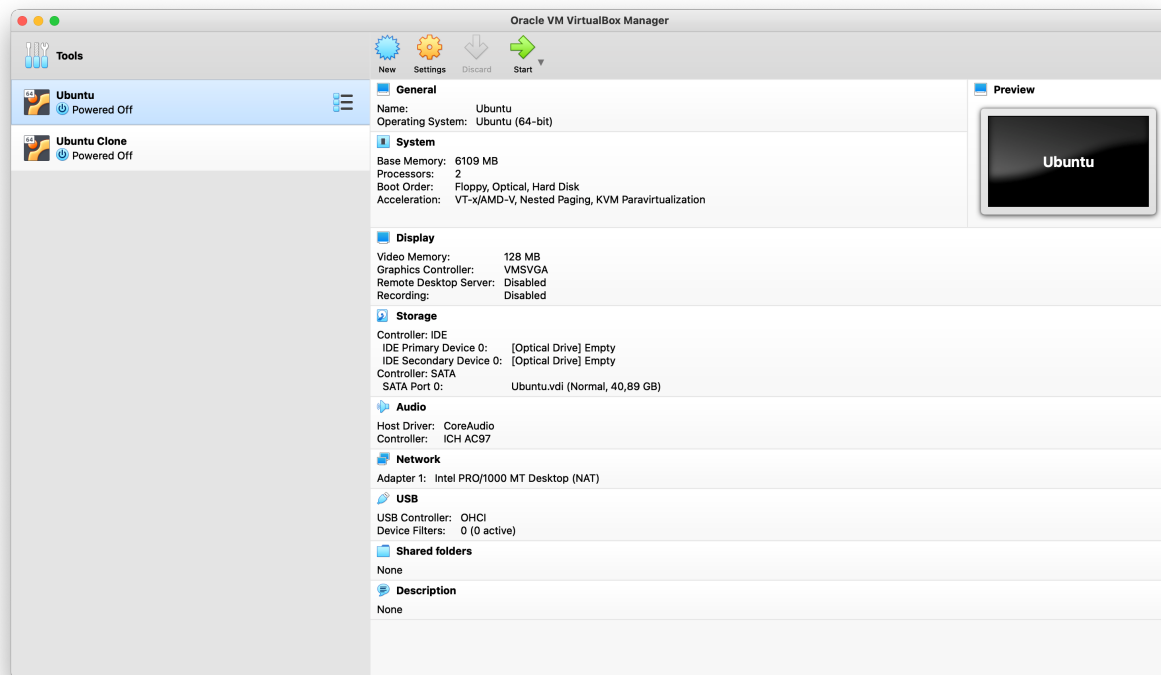 Oracle VM VirtualBox Manager
Tools
New
Settings
Discard
Start
64
Ubuntu
Powered Off
64
Ubuntu Clone
Powered Off
General
Name: Ubuntu
Operating System: Ubuntu (64-bit)
Preview
Ubuntu
System
Base Memory: 6109 MB
Processors: 2
Boot Order: Floppy, Optical, Hard Disk
Acceleration: VT-x/AMD-V, Nested Paging, KVM Paravirtualization
Display
Video Memory: 128 MB
Graphics Controller: VMSVGA
Remote Desktop Server: Disabled
Recording: Disabled
Storage
Controller: IDE
IDE Primary Device 0: [Optical Drive] Empty
IDE Secondary Device 0: [Optical Drive] Empty
Controller: SATA
SATA Port 0: Ubuntu.vdi (Normal, 40,89 GB)
Audio
Host Driver: CoreAudio
Controller: ICH AC97
Network
Adapter 1: Intel PRO/1000 MT Desktop (NAT)
USB
USB Controller: OHCI
Device Filters: 0 (0 active)
Shared folders
None
Description
None